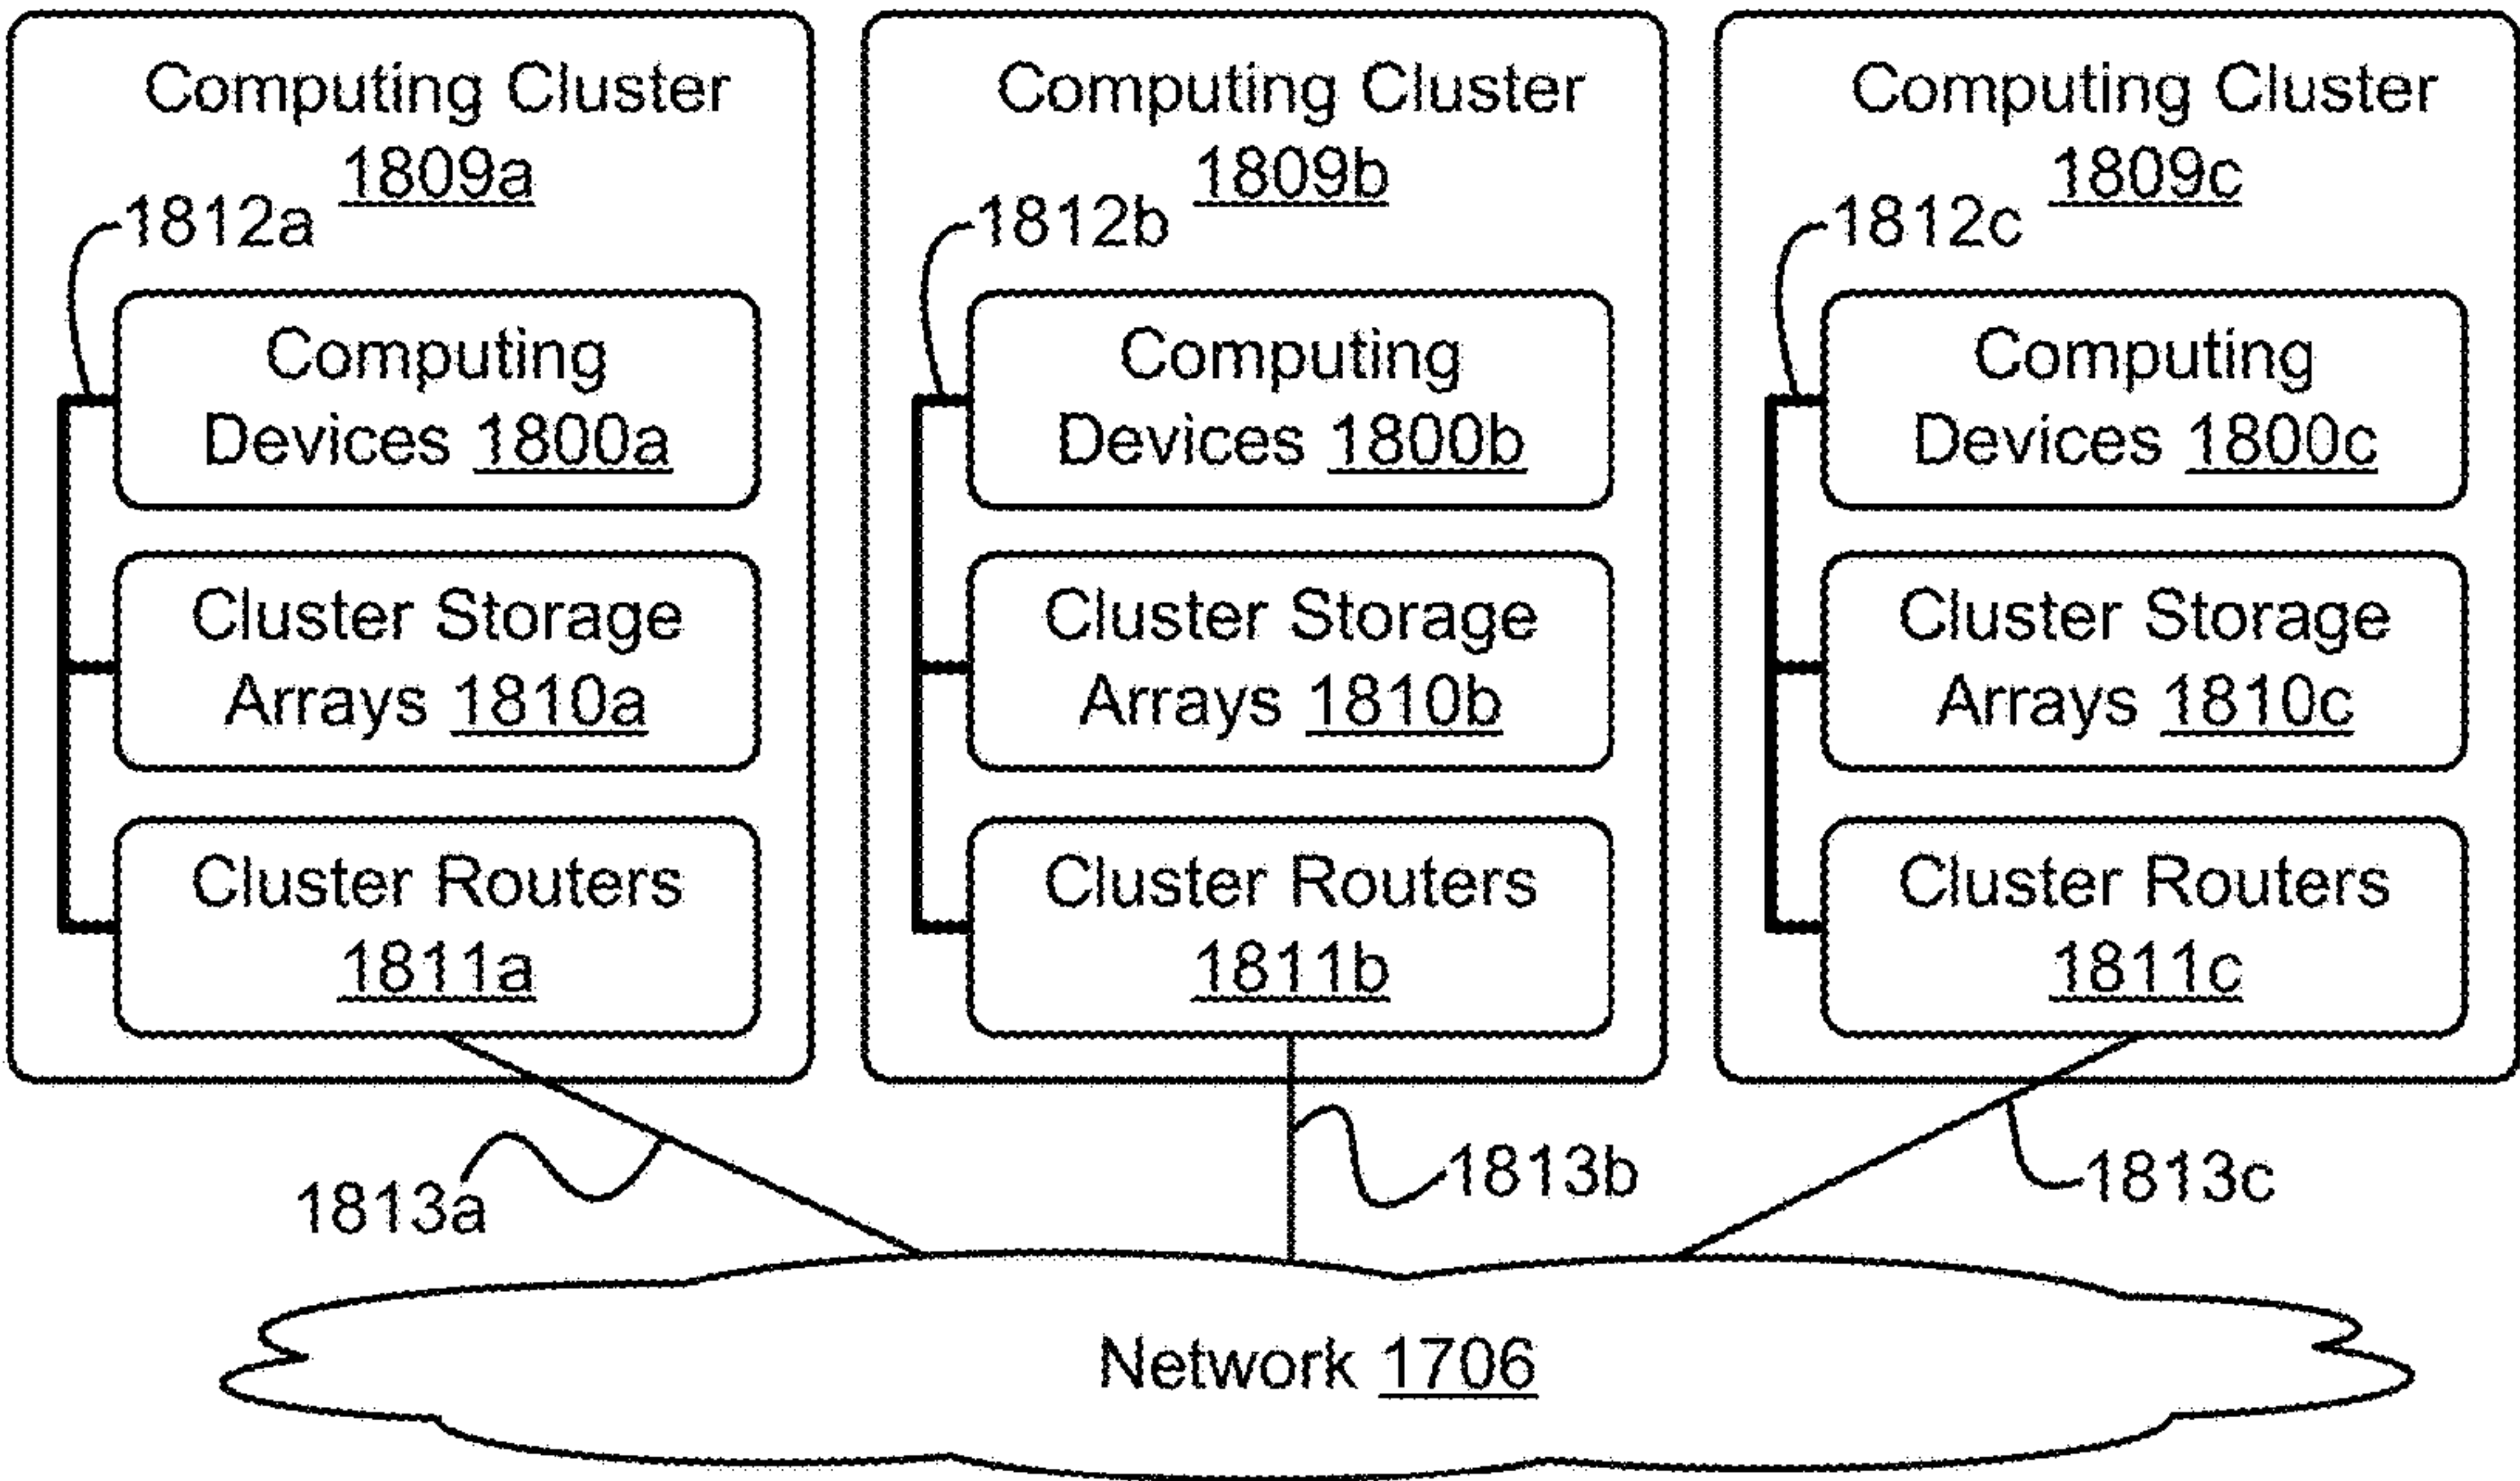 Computing Cluster
1809a
1812a
Computing
Devices 1800a
Cluster Storage
Arrays 1810a
Cluster Routers
1811a
Computing Cluster
1809b
1812b
Computing
Devices 1800b
Cluster Storage
Arrays 1810b
Cluster Routers
1811b
Computing Cluster
1809c
1812c
Computing
Devices 1800c
Cluster Storage
Arrays 1810c
Cluster Routers
1811c
1813a
1813b
1813c
Network 1706